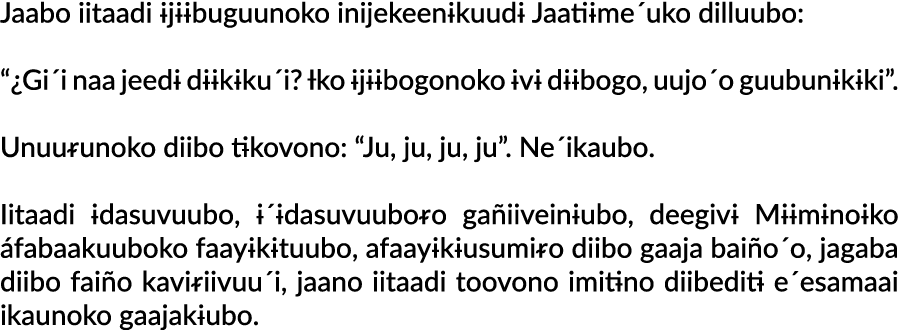 Jaabo iitaadi ɨjɨɨbuguunoko inijekeenɨkuudɨ Jaatɨɨme´uko dilluubo:
“¿Gi´i naa jeedɨ dɨɨkɨku´i? Ɨko ɨjɨɨbogonoko ɨvɨ dɨɨbogo, uujo´o guubunɨkɨki”.
Unuuɍunoko diibo tɨkovono: “Ju, ju, ju, ju”. Ne´ikaubo.
Iitaadi ɨdasuvuubo, ɨ´ɨdasuvuuboɍo gañiiveinɨubo, deegivɨ Mɨɨmɨnoɨko
áfabaakuuboko faayɨkɨtuubo, afaayɨkɨusumiɍo diibo gaaja baiño´o, jagaba
diibo faiño kaviɍiivuu´i, jaano iitaadi toovono imitɨno diibeditɨ e´esamaai
ikaunoko gaajakɨubo.